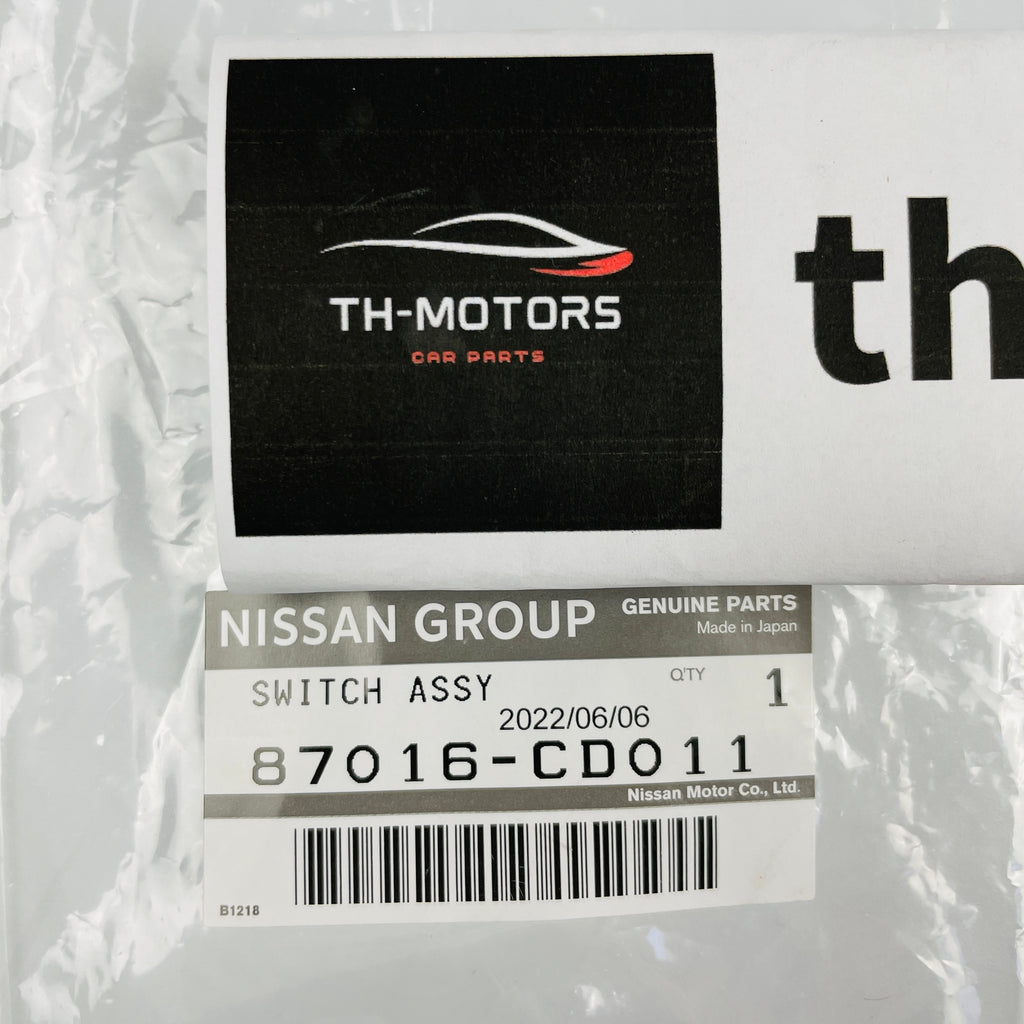 TH-MOTORS
CAR PARTS
th
NISSAN GROUP
GENUINE PARTS
Made in Japan
SWITCH ASSY
Q'TY 1
2022/06/06
87016-CD011
Nissan Motor Co., Ltd.
B1218